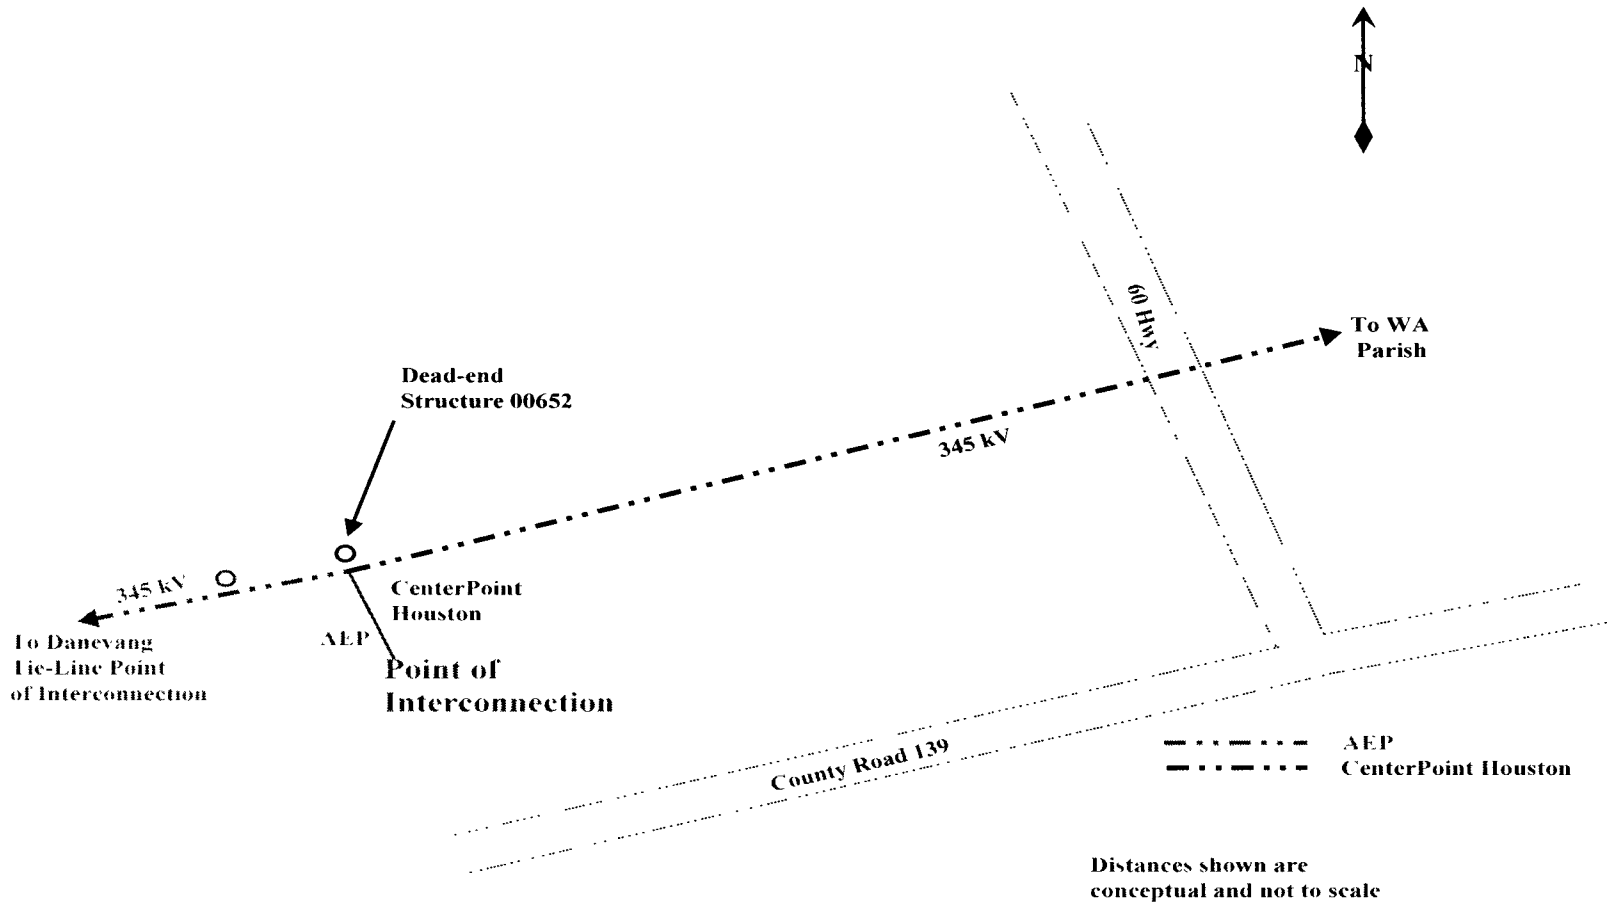 N
60 Hwy
To WA
Parish
Dead-end
Structure 00652
345 kV
345 kV
CenterPoint
Houston
AEP
To Danevang
Tie-Line Point
of Interconnection
Point of
Interconnection
County Road 139
AEP
CenterPoint Houston
Distances shown are
conceptual and not to scale